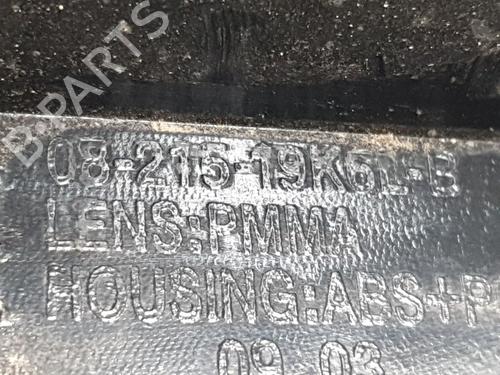 B-PARTS
08-215-19K6L-B
LENS:PMMA
HOUSING:ABS+P
09 03